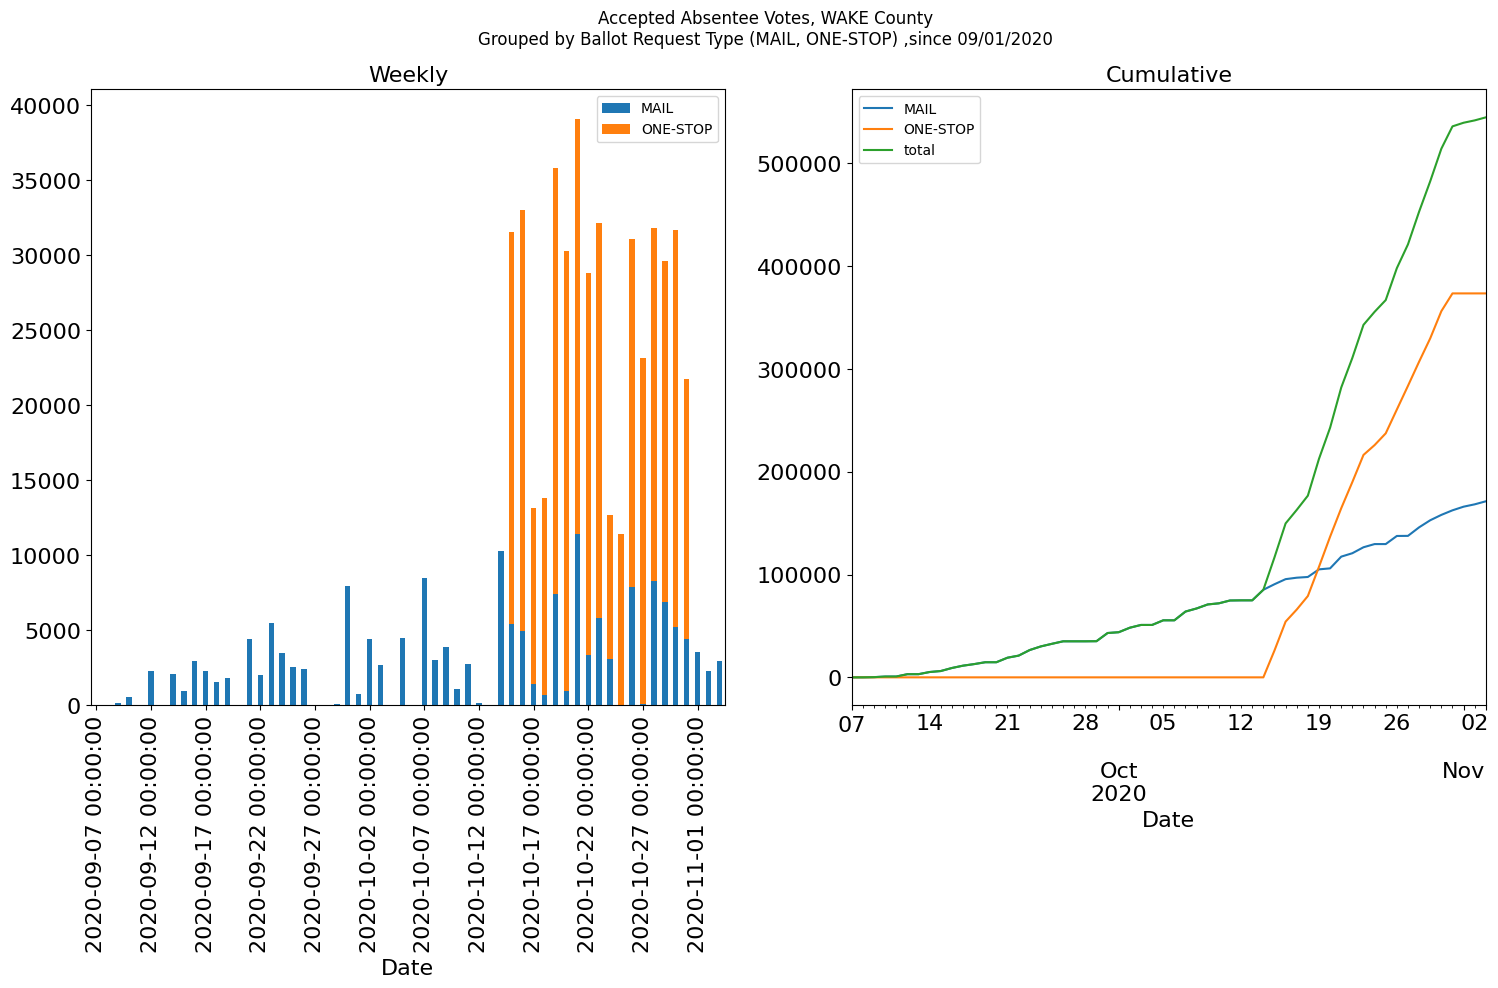 Accepted Absentee Votes, WAKE County
Grouped by Ballot Request Type (MAIL, ONE-STOP) ,since 09/01/2020
Weekly
MAIL
ONE-STOP
40000
35000
30000
25000
20000
15000
10000
5000
0
2020-09-07 00:00:00
2020-09-12 00:00:00
2020-09-17 00:00:00
2020-09-22 00:00:00
2020-09-27 00:00:00
2020-10-02 00:00:00
2020-10-07 00:00:00
2020-10-12 00:00:00
2020-10-17 00:00:00
2020-10-22 00:00:00
2020-10-27 00:00:00
2020-11-01 00:00:00
Date
Cumulative
MAIL
ONE-STOP
total
500000
400000
300000
200000
100000
0
07 14 21 28 05 12 19 26 02
Oct Nov
2020
Date